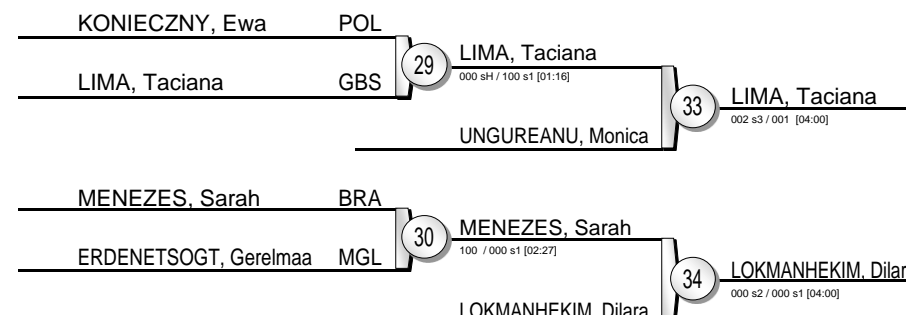 KONIECZNY, Ewa POL
LIMA, Taciana GBS
29
LIMA, Taciana
000 sH / 100 s1 [01:16]
UNGUREANU, Monica
33
LIMA, Taciana
002 s3 / 001 [04:00]
MENEZES, Sarah BRA
ERDENETSOGT, Gerelmaa MGL
30
MENEZES, Sarah
100 / 000 s1 [02:27]
LOKMANHEKIM, Dilara
34
LOKMANHEKIM, Dilar
000 s2 / 000 s1 [04:00]